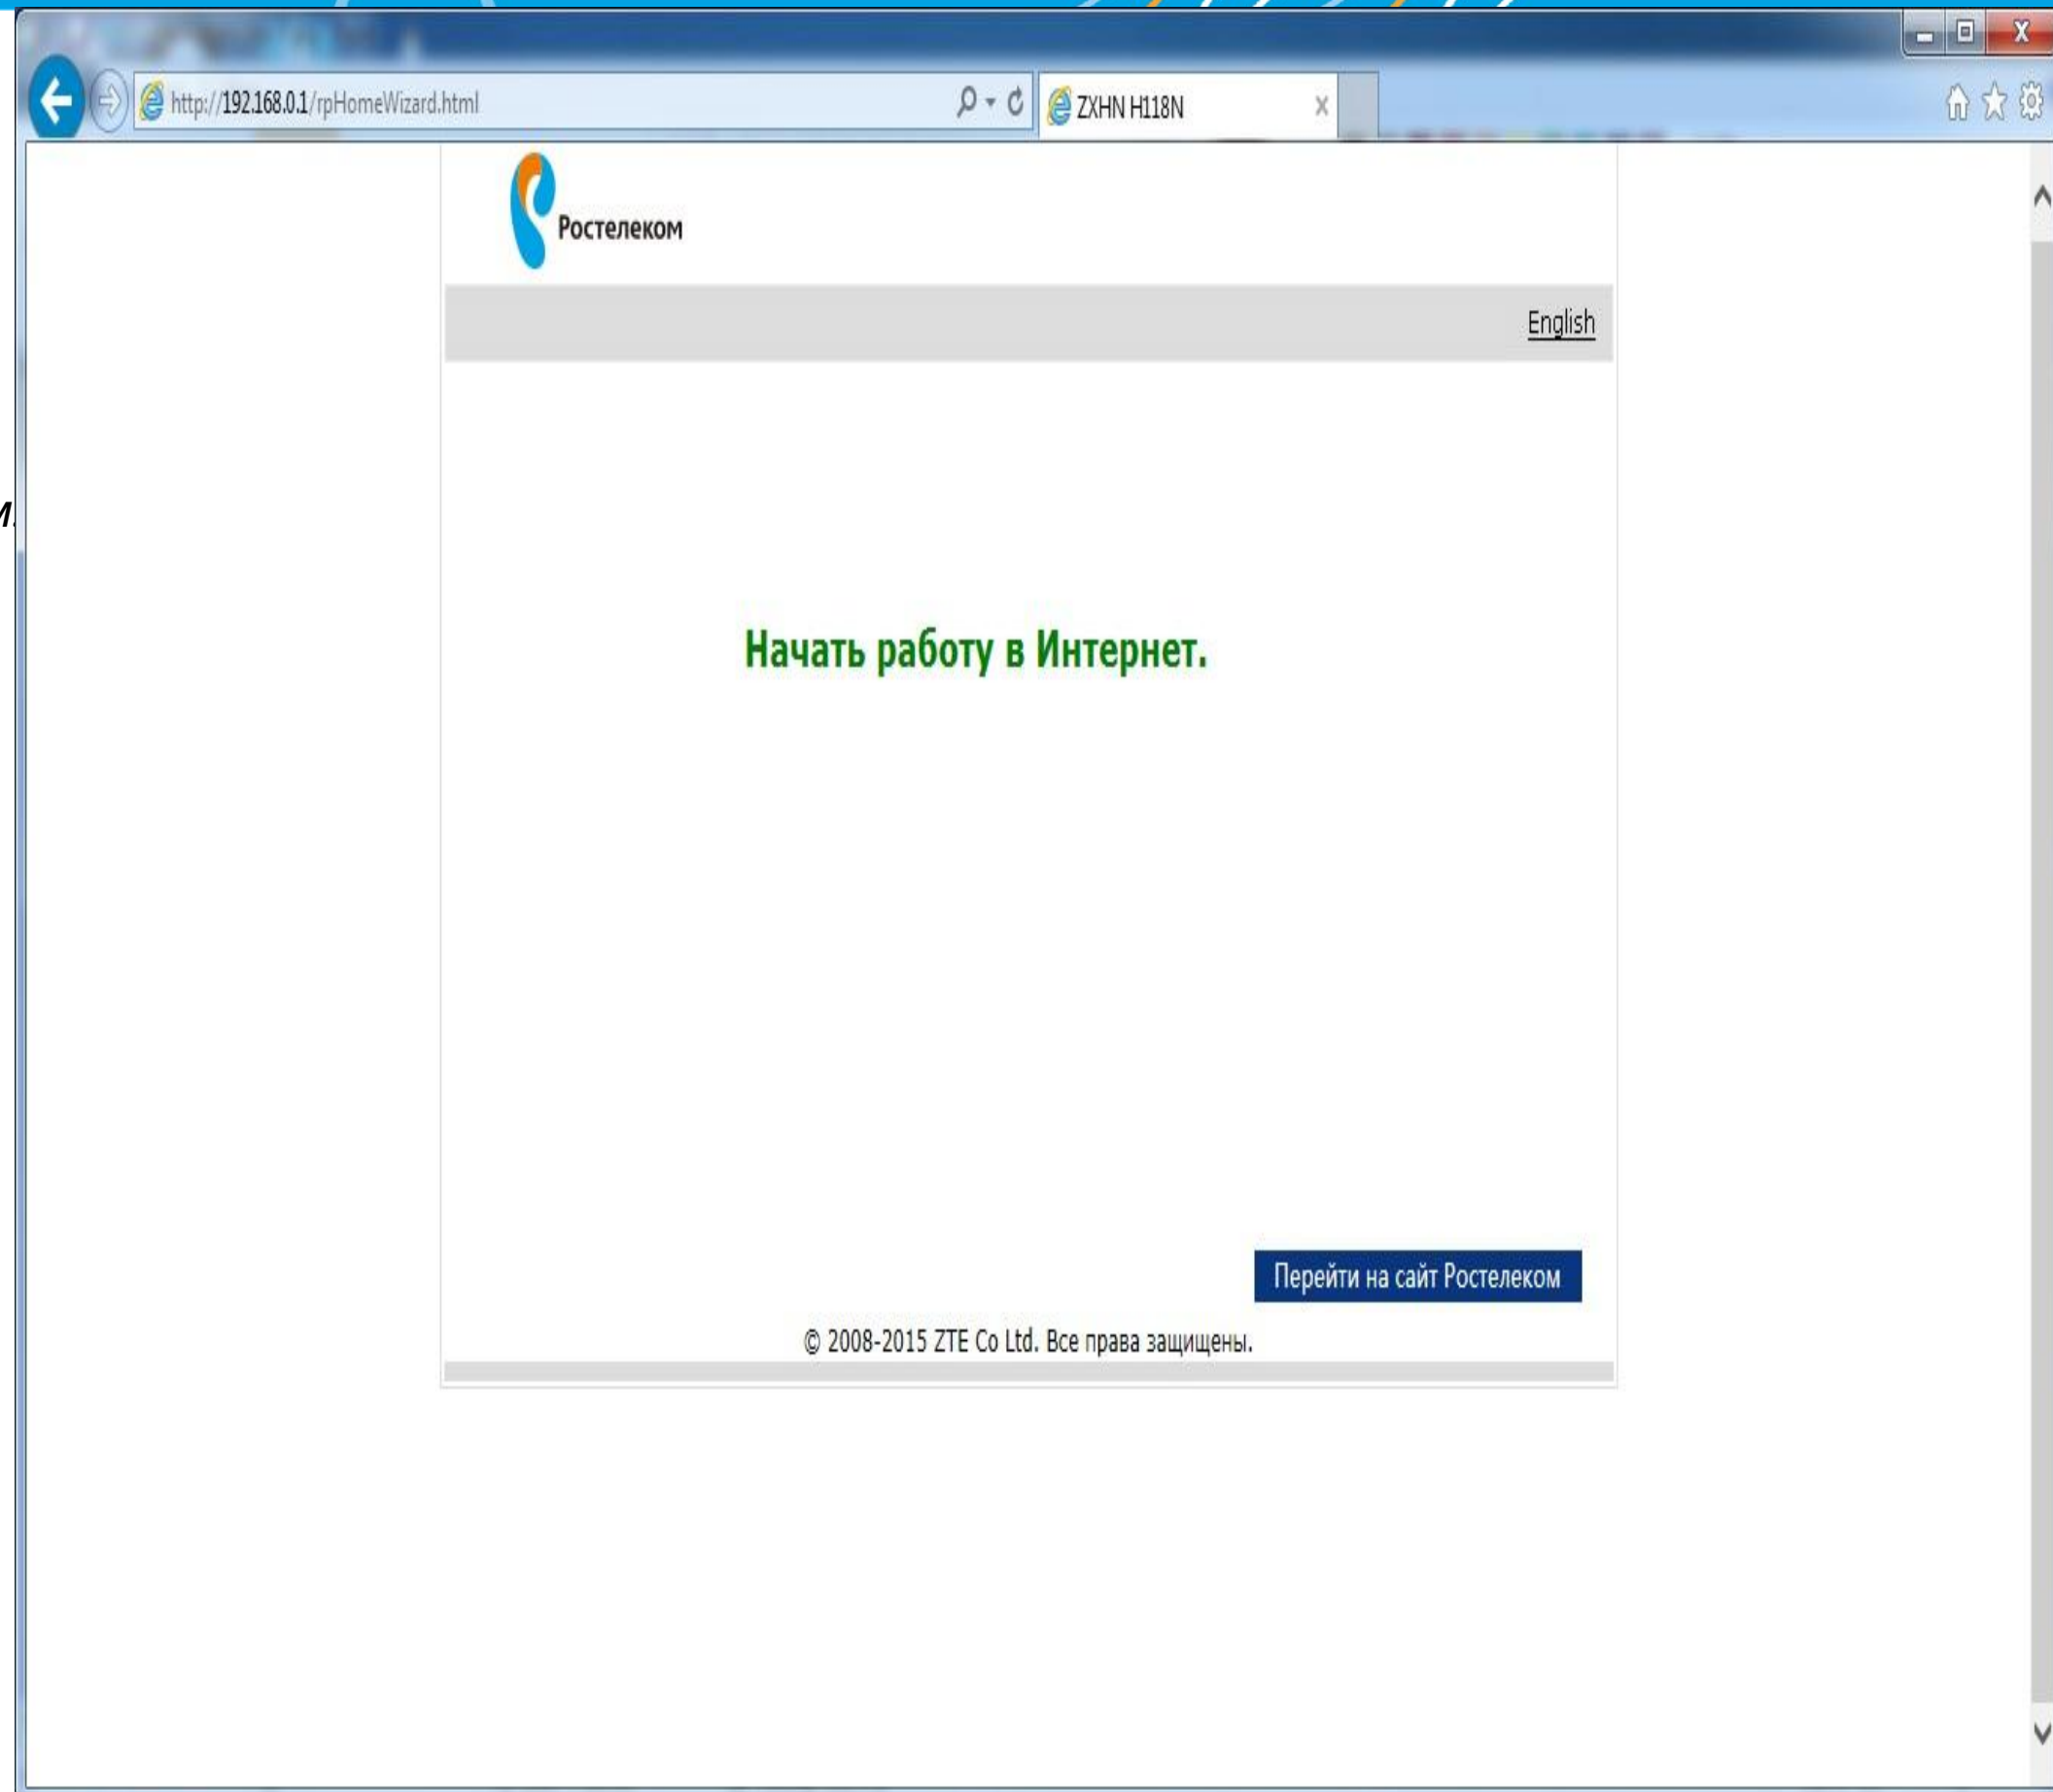 http://192.168.0.1/rpHomeWizard.html
ZXHN H118N
Ростелеком
English
Начать работу в Интернет.
Перейти на сайт Ростелеком
© 2008-2015 ZTE Co Ltd. Все права защищены.